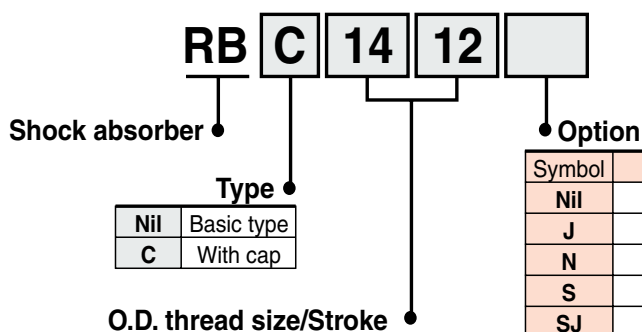 RB C 14 12
Shock absorber
Option
Type
Nil Basic type
C With cap
O.D. thread size/Stroke
Symbol
Nil
J
N
S
SJ